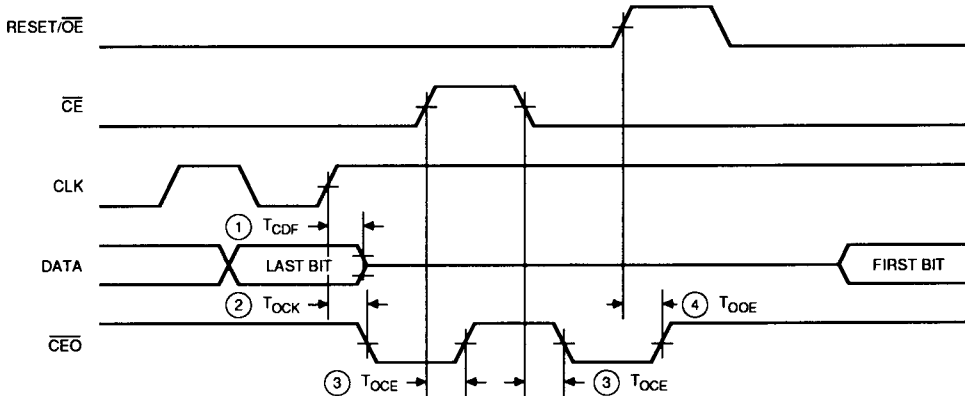 RESET/OE
CE
CLK
1 TCDF
DATA LAST BIT FIRST BIT
2 TOCK 4 TOOE
CEO
3 TOCE 3 TOCE